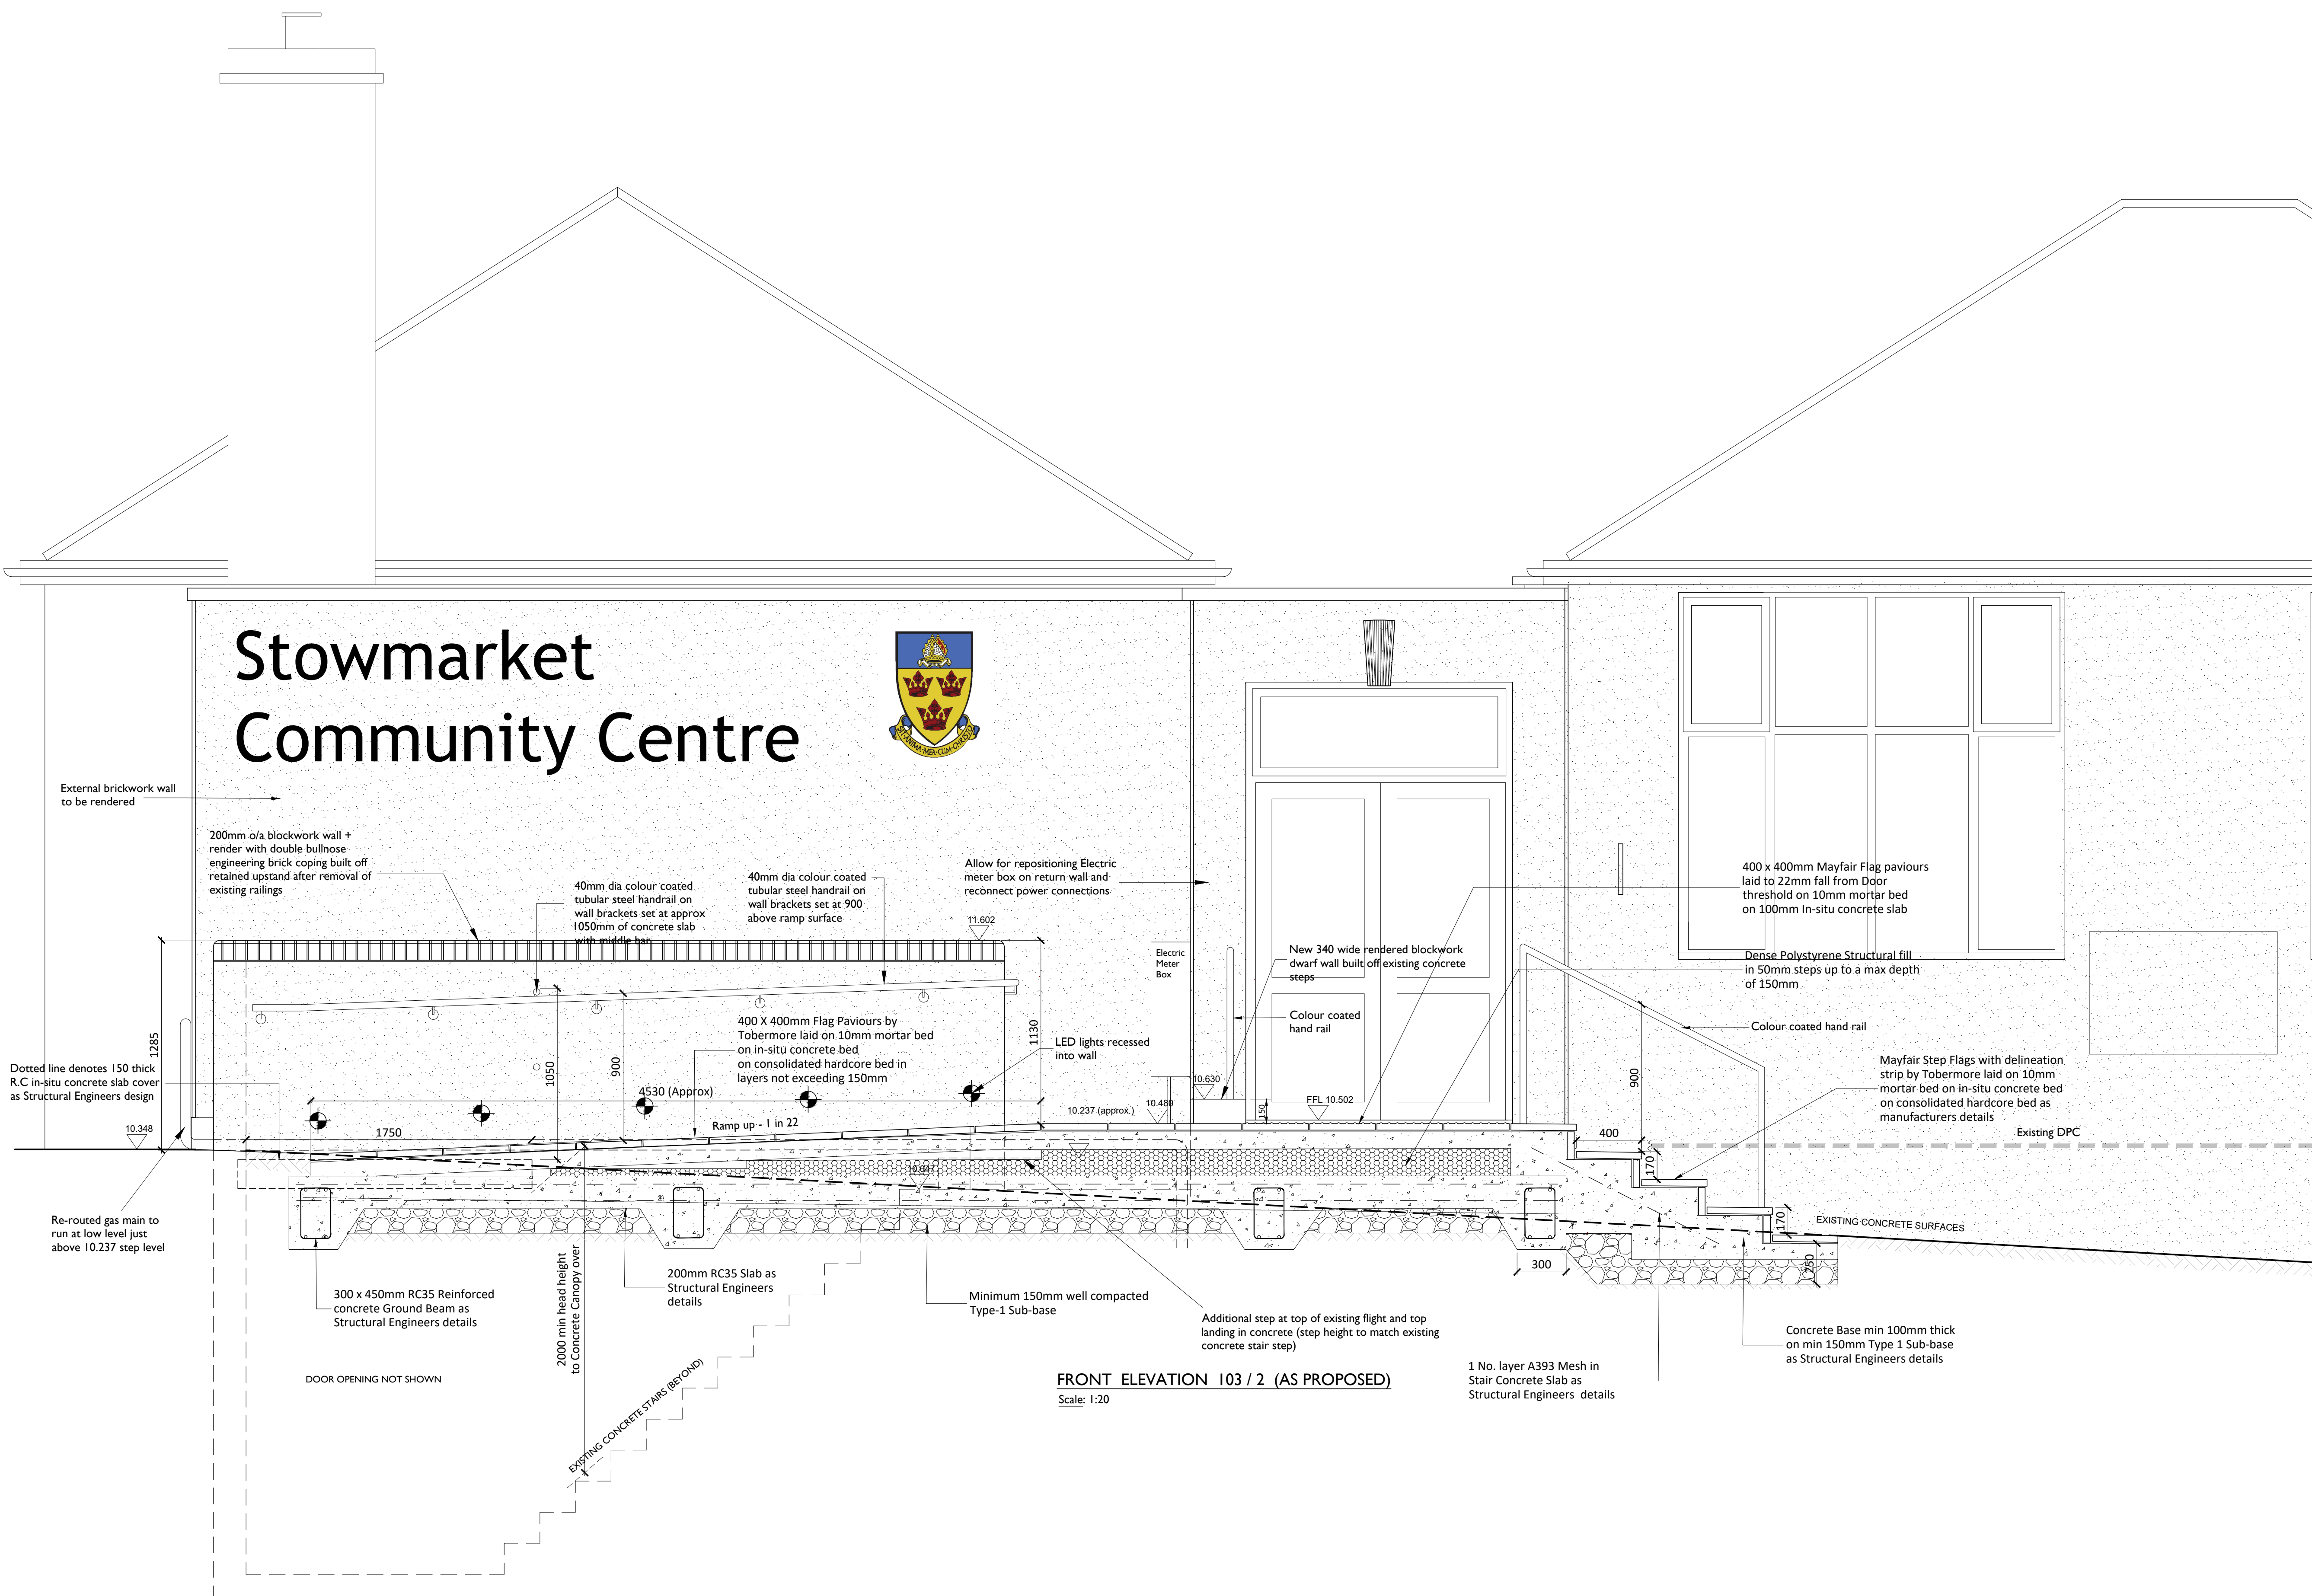 Stowmarket
Community Centre
SIT·ANIMA·MEA·CUM·CHRISTO
External brickwork wall
to be rendered
200mm o/a blockwork wall +
render with double bullnose
engineering brick coping built off
retained upstand after removal of
existing railings
40mm dia colour coated
tubular steel handrail on
wall brackets set at approx
1050mm of concrete slab
with middle bar
40mm dia colour coated
tubular steel handrail on
wall brackets set at 900
above ramp surface
Allow for repositioning Electric
meter box on return wall and
reconnect power connections
11.602
400 x 400mm Mayfair Flag paviours
laid to 22mm fall from Door
threshold on 10mm mortar bed
on 100mm In-situ concrete slab
Electric
Meter
Box
New 340 wide rendered blockwork
dwarf wall built off existing concrete
steps
Dense Polystyrene Structural fill
in 50mm steps up to a max depth
of 150mm
Colour coated
hand rail
Colour coated hand rail
1285
1050
900
400 X 400mm Flag Paviours by
Tobermore laid on 10mm mortar bed
on in-situ concrete bed
on consolidated hardcore bed in
layers not exceeding 150mm
1130
LED lights recessed
into wall
4530 (Approx)
Dotted line denotes 150 thick
R.C in-situ concrete slab cover
as Structural Engineers design
10.630
150
FFL 10.502
10.480
10.237 (approx.)
900
Mayfair Step Flags with delineation
strip by Tobermore laid on 10mm
mortar bed on in-situ concrete bed
on consolidated hardcore bed as
manufacturers details
10.348
1750
Ramp up - 1 in 22
400
Existing DPC
170
10.047
170
EXISTING CONCRETE SURFACES
250
300
Re-routed gas main to
run at low level just
above 10.237 step level
300 x 450mm RC35 Reinforced
concrete Ground Beam as
Structural Engineers details
2000 min head height
to Concrete Canopy over
200mm RC35 Slab as
Structural Engineers
details
Minimum 150mm well compacted
Type-1 Sub-base
Additional step at top of existing flight and top
landing in concrete (step height to match existing
concrete stair step)
Concrete Base min 100mm thick
on min 150mm Type 1 Sub-base
as Structural Engineers details
1 No. layer A393 Mesh in
Stair Concrete Slab as
Structural Engineers details
DOOR OPENING NOT SHOWN
EXISTING CONCRETE STAIRS (BEYOND)
FRONT ELEVATION 103 / 2 (AS PROPOSED)
Scale: 1:20